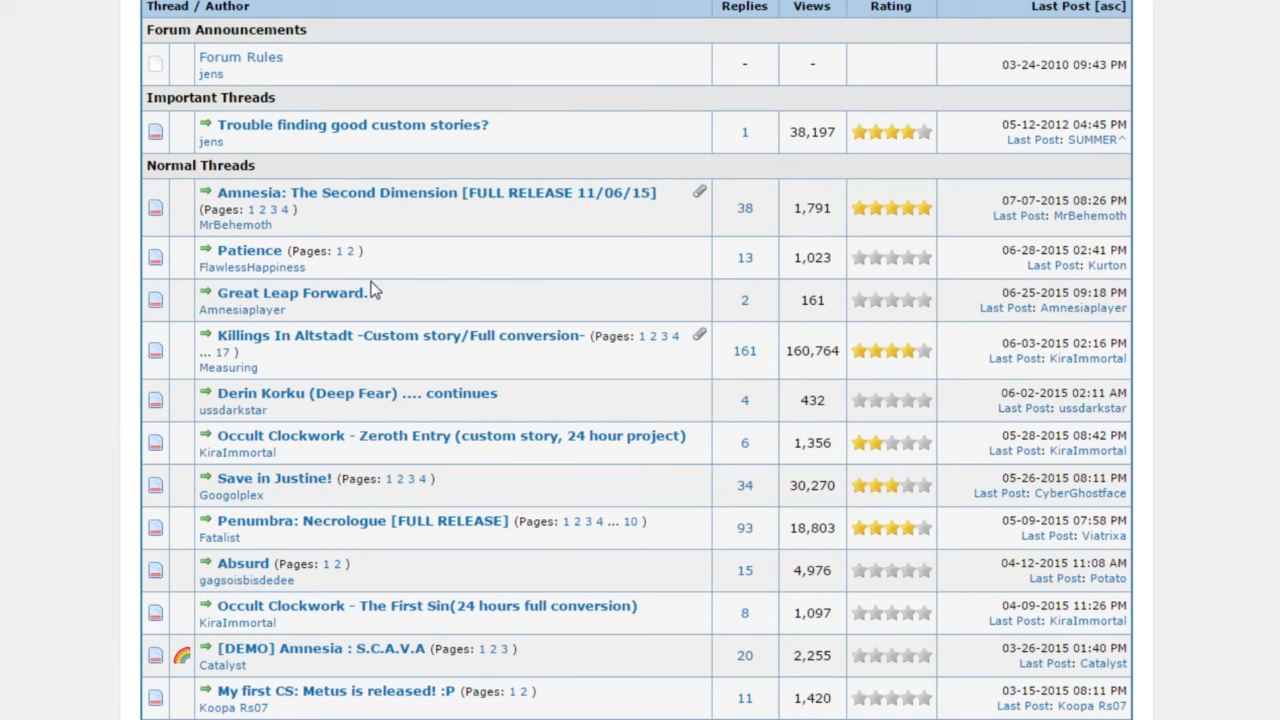 Thread / Author Replies Views Rating Last Post [asc]
Forum Announcements
Forum Rules
jens
- - 03-24-2010 09:43 PM
Important Threads
Trouble finding good custom stories?
jens
1 38,197 05-12-2012 04:45 PM
Last Post: SUMMER^
Normal Threads
Amnesia: The Second Dimension [FULL RELEASE 11/06/15]
(Pages: 1 2 3 4 )
MrBehemoth
38 1,791 07-07-2015 08:26 PM
Last Post: MrBehemoth
Patience (Pages: 1 2 )
FlawlessHappiness
13 1,023 06-28-2015 02:41 PM
Last Post: Kurton
Great Leap Forward.
Amnesiaplayer
2 161 06-25-2015 09:18 PM
Last Post: Amnesiaplayer
Killings In Altstadt -Custom story/Full conversion- (Pages: 1 2 3 4
... 17 )
Measuring
161 160,764 06-03-2015 02:16 PM
Last Post: KiraImmortal
Derin Korku (Deep Fear) .... continues
ussdarkstar
4 432 06-02-2015 02:11 AM
Last Post: ussdarkstar
Occult Clockwork - Zeroth Entry (custom story, 24 hour project)
KiraImmortal
6 1,356 05-28-2015 08:42 PM
Last Post: KiraImmortal
Save in Justine! (Pages: 1 2 3 4 )
Googolplex
34 30,270 05-26-2015 08:11 PM
Last Post: CyberGhostface
Penumbra: Necrologue [FULL RELEASE] (Pages: 1 2 3 4 ... 10 )
Fatalist
93 18,803 05-09-2015 07:58 PM
Last Post: Viatrixa
Absurd (Pages: 1 2 )
gagsoisbisdedee
15 4,976 04-12-2015 11:08 AM
Last Post: Potato
Occult Clockwork - The First Sin(24 hours full conversion)
KiraImmortal
8 1,097 04-09-2015 11:26 PM
Last Post: KiraImmortal
[DEMO] Amnesia : S.C.A.V.A (Pages: 1 2 3 )
Catalyst
20 2,255 03-26-2015 01:40 PM
Last Post: Catalyst
My first CS: Metus is released! :P (Pages: 1 2 )
Koopa Rs07
11 1,420 03-15-2015 08:11 PM
Last Post: Koopa Rs07